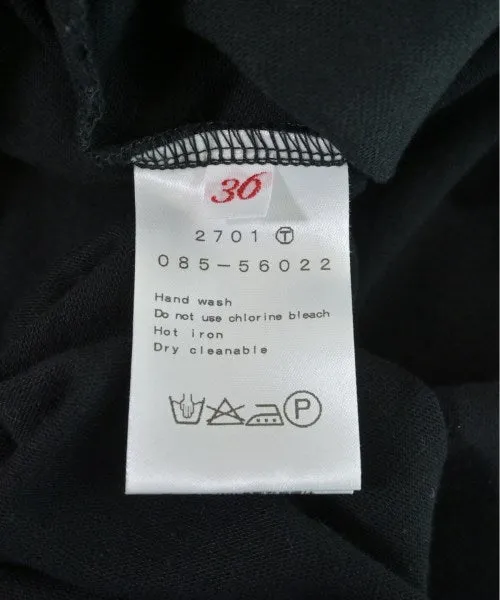 36
2701 Ⓣ
085-56022
Hand wash
Do not use chlorine bleach
Hot iron
Dry cleanable
P